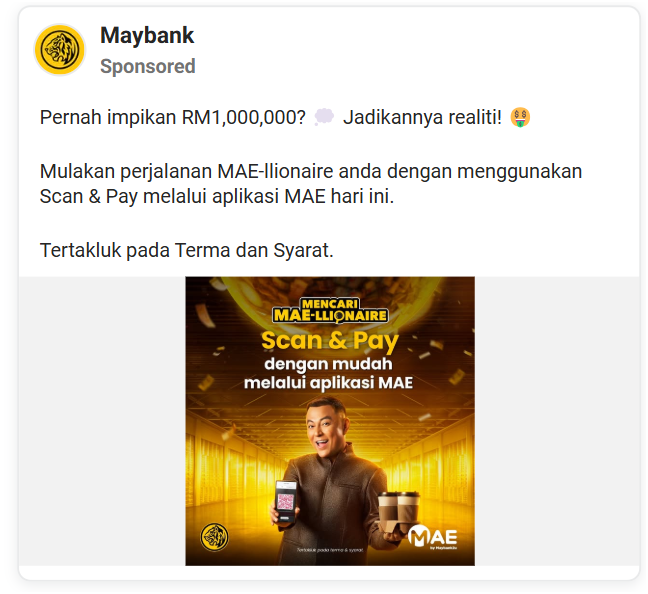 Maybank
Sponsored
Pernah impikan RM1,000,000? 💭 Jadikannya realiti! 🤑
Mulakan perjalanan MAE-llionaire anda dengan menggunakan
Scan & Pay melalui aplikasi MAE hari ini.
Tertakluk pada Terma dan Syarat.
MENCARI
MAE-LLIONAIRE
Scan & Pay
dengan mudah
melalui aplikasi MAE
MAE
by Maybank2u
Tertakluk pada terma & syarat